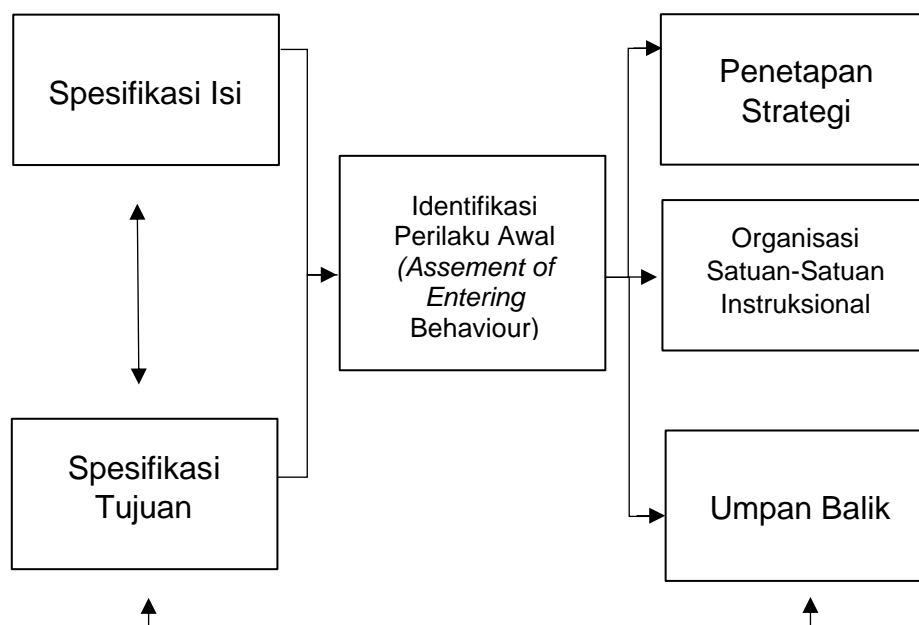 Spesifikasi Isi
Spesifikasi
Tujuan
Identifikasi
Perilaku Awal
(Assement of
Entering
Behaviour)
Penetapan
Strategi
Organisasi
Satuan-Satuan
Instruksional
Umpan Balik